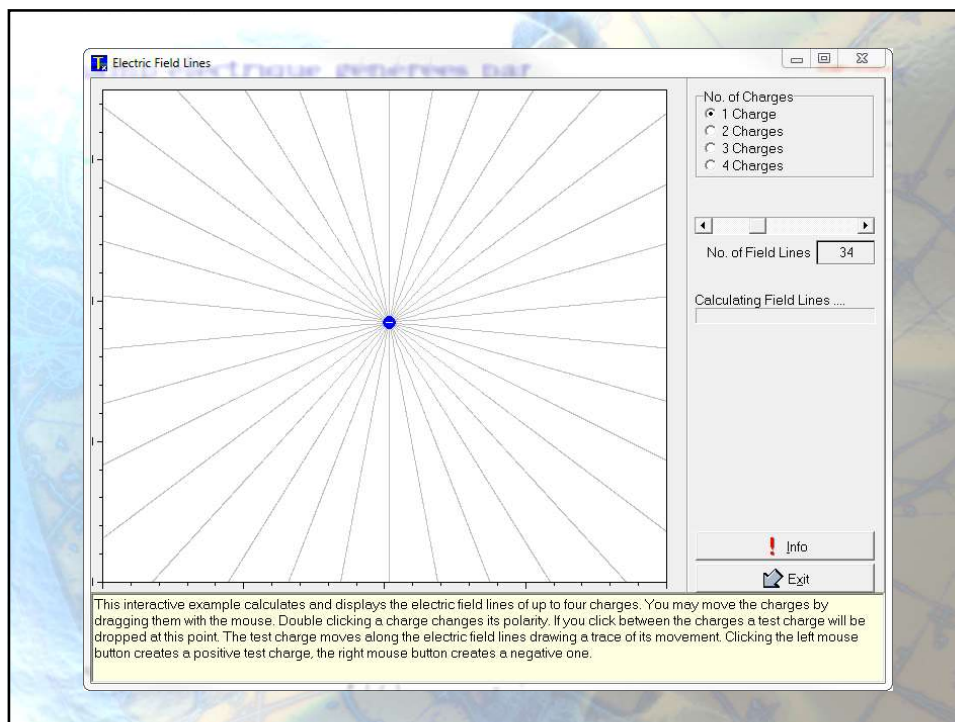 Electric Field Lines
électrique générées par
No. of Charges
1 Charge
2 Charges
3 Charges
4 Charges
No. of Field Lines 34
Calculating Field Lines ....
! Info
Exit
This interactive example calculates and displays the electric field lines of up to four charges. You may move the charges by
dragging them with the mouse. Double clicking a charge changes its polarity. If you click between the charges a test charge will be
dropped at this point. The test charge moves along the electric field lines drawing a trace of its movement. Clicking the left mouse
button creates a positive test charge, the right mouse button creates a negative one.